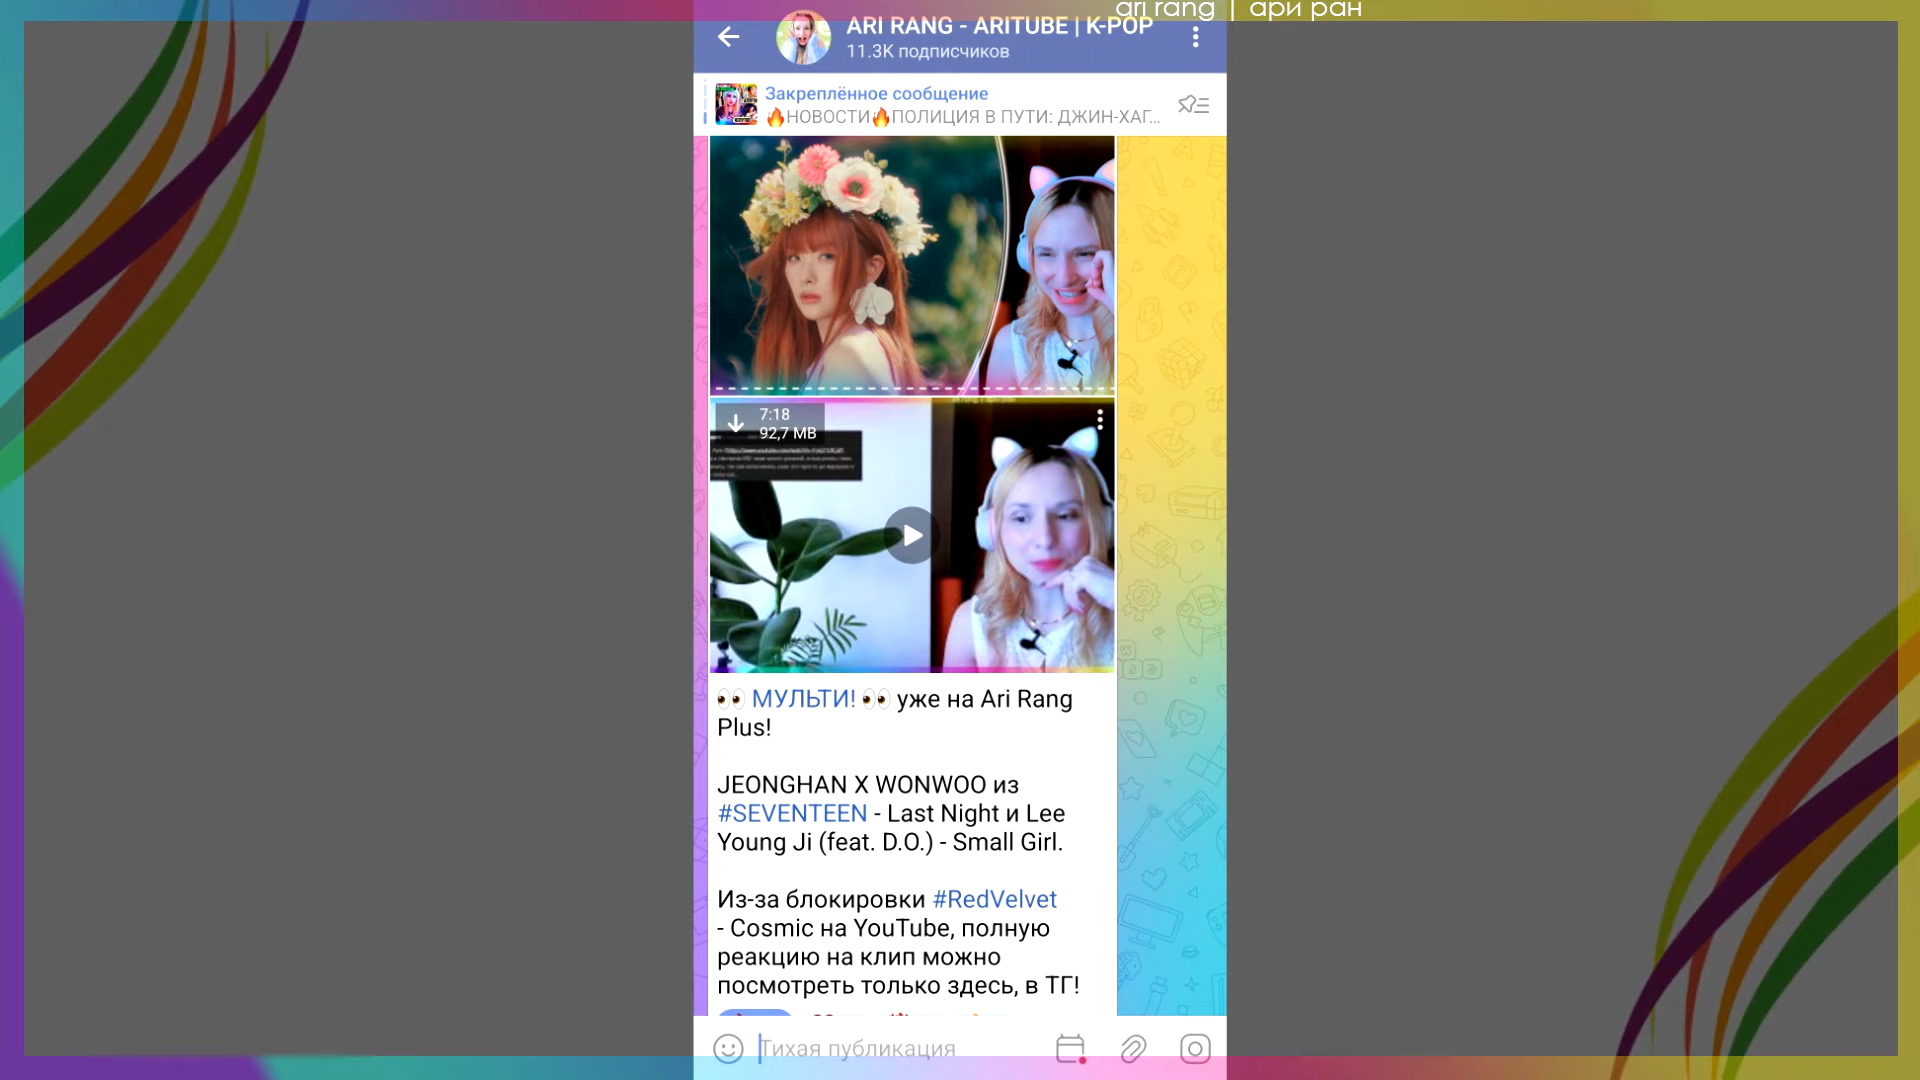 ari rang | ари ран
ARI RANG - ARITUBE | K-POP
11.3K подписчиков
Закреплённое сообщение
🔥НОВОСТИ🔥ПОЛИЦИЯ В ПУТИ: ДЖИН-ХАГ...
7:18
92,7 MB
👀 МУЛЬТИ! 👀 уже на Ari Rang
Plus!
JEONGHAN X WONWOO из
#SEVENTEEN - Last Night и Lee
Young Ji (feat. D.O.) - Small Girl.
Из-за блокировки #RedVelvet
- Cosmic на YouTube, полную
реакцию на клип можно
посмотреть только здесь, в ТГ!
Тихая публикация